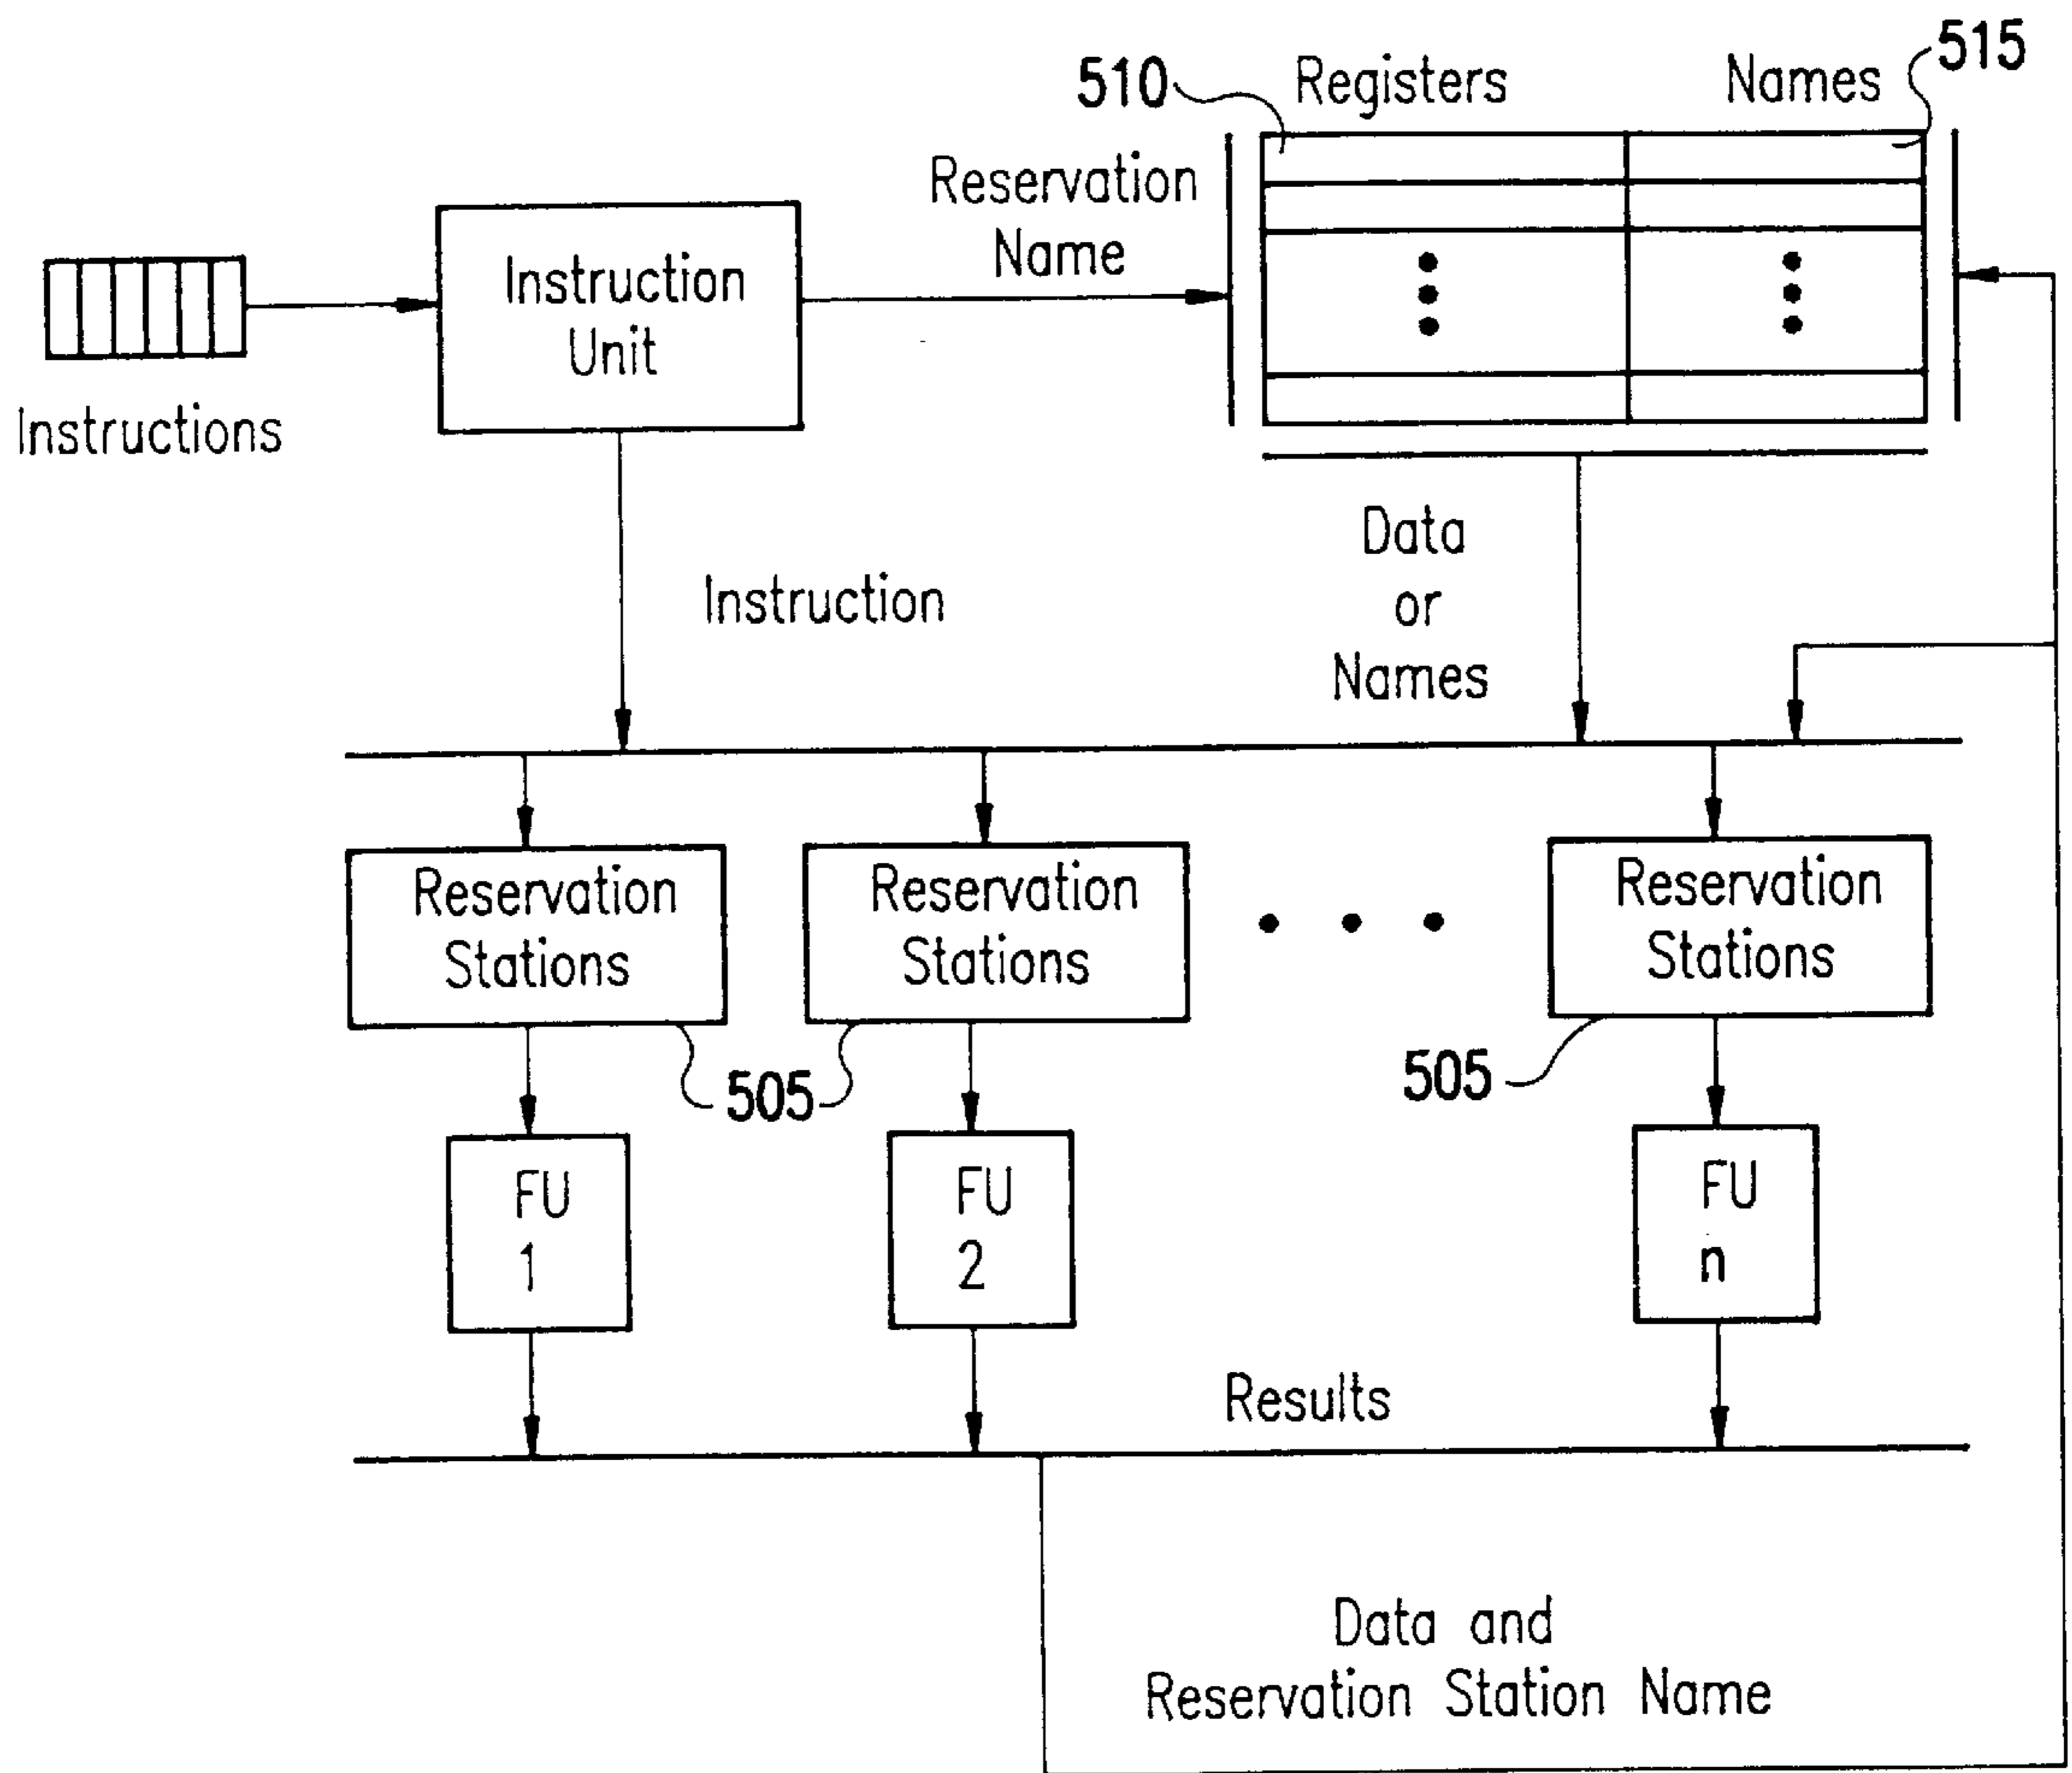 510
Registers
Names
515
Reservation
Name
Instruction
Unit
Instructions
Instruction
Data
or
Names
Reservation
Stations
Reservation
Stations
Reservation
Stations
505
505
FU
1
FU
2
FU
n
Results
Data and
Reservation Station Name